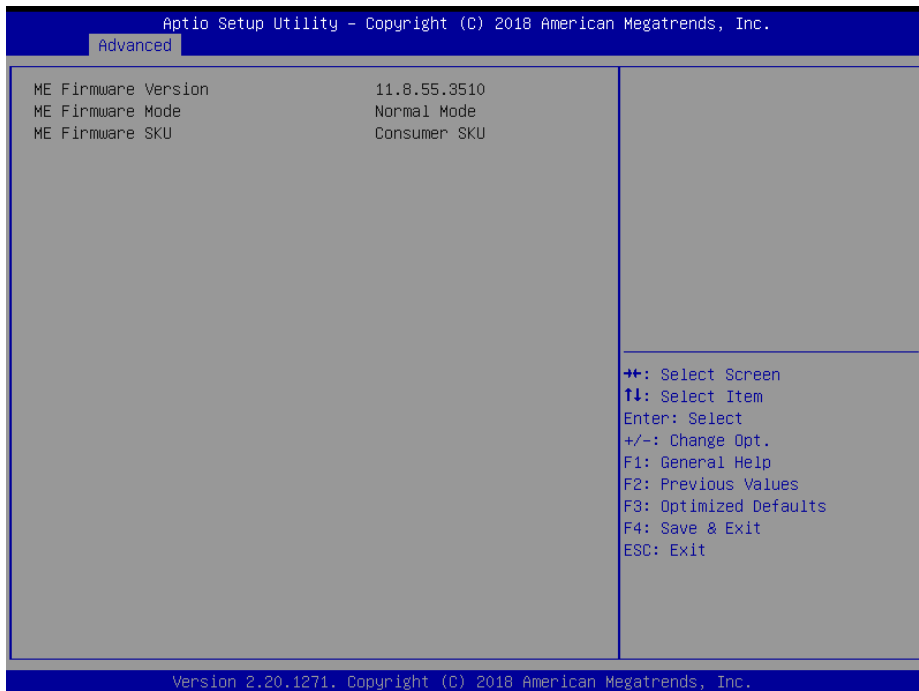 Aptio Setup Utility – Copyright (C) 2018 American Megatrends, Inc.
Advanced
ME Firmware Version 11.8.55.3510
ME Firmware Mode Normal Mode
ME Firmware SKU Consumer SKU
→←: Select Screen
↑↓: Select Item
Enter: Select
+/-: Change Opt.
F1: General Help
F2: Previous Values
F3: Optimized Defaults
F4: Save & Exit
ESC: Exit
Version 2.20.1271. Copyright (C) 2018 American Megatrends, Inc.